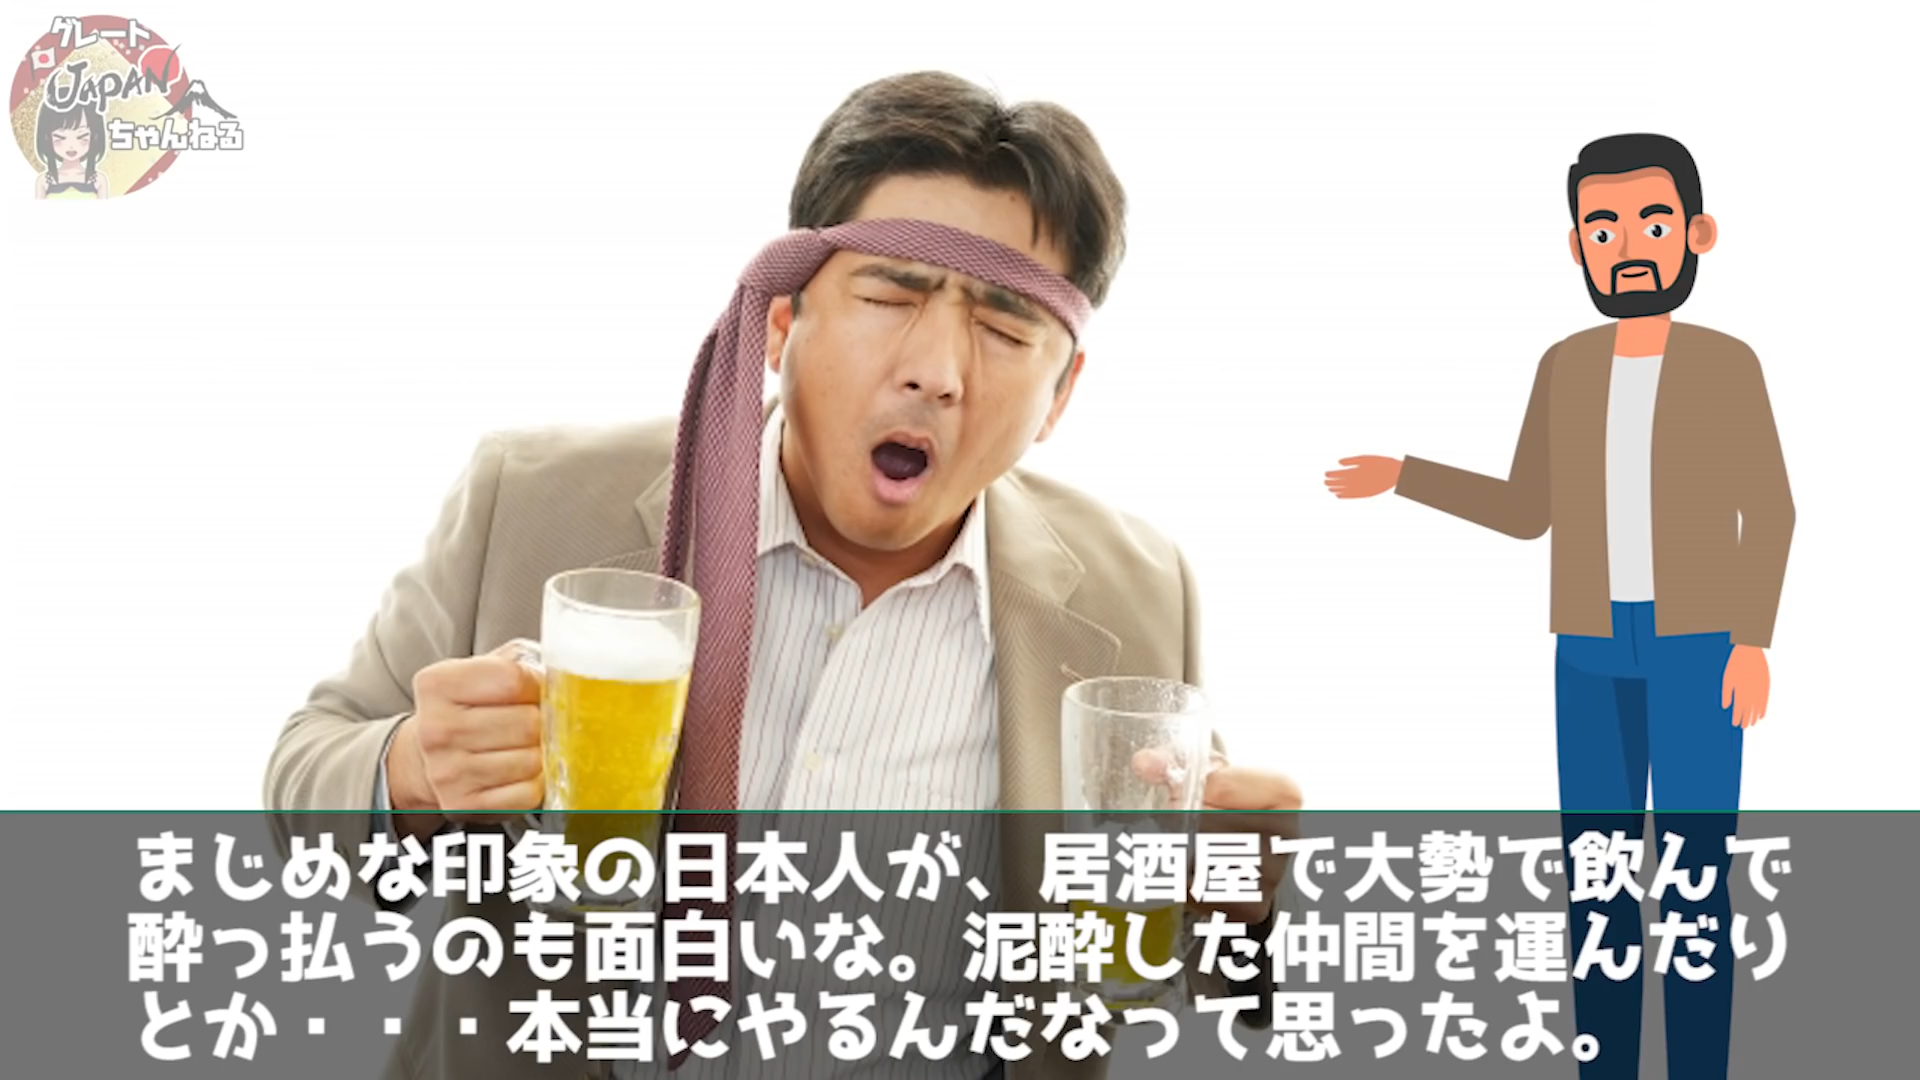 グレート
JAPAN
ちゃんねる
まじめな印象の日本人が、居酒屋で大勢で飲んで
酔っ払うのも面白いな。泥酔した仲間を運んだり
とか・・・本当にやるんだなって思ったよ。